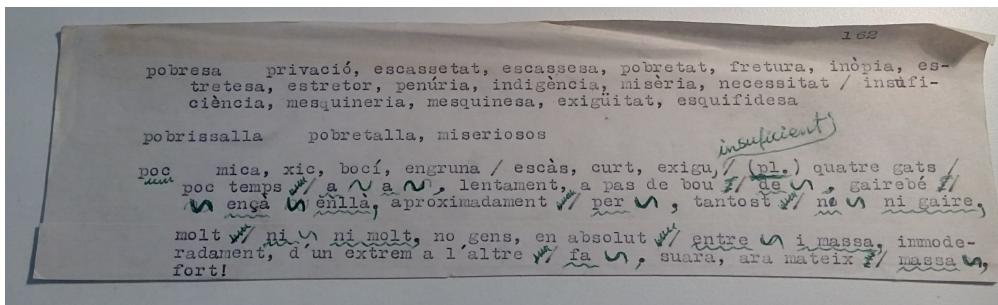 162
pobresa privació, escassetat, escassesa, pobretat, fretura, inòpia, es-
tretesa, estretor, penúria, indigència, misèria, necessitat / insufi-
ciència, mesquineria, mesquinesa, exigüitat, esquifidesa
pobrissalla pobretalla, miseriosos
insuficient
poc mica, xic, bocí, engruna / escàs, curt, exigu, / (pl.) quatre gats /
poc temps // a ~ a ~, lentament, a pas de bou // de ~, gairebé //
~ ençà ~ enllà, aproximadament // per ~, tantost // no ~ ni gaire,
molt // ni ~ ni molt, no gens, en absolut // entre ~ i massa, immode-
radament, d'un extrem a l'altre // fa ~, suara, ara mateix // massa ~,
fort!